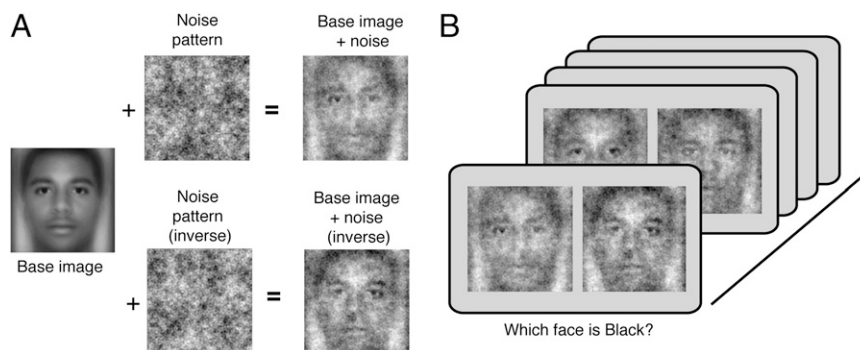 A
Noise
pattern
Base image
+ noise
+
=
Base image
Noise
pattern
(inverse)
Base image
+ noise
(inverse)
+
=
B
Which face is Black?